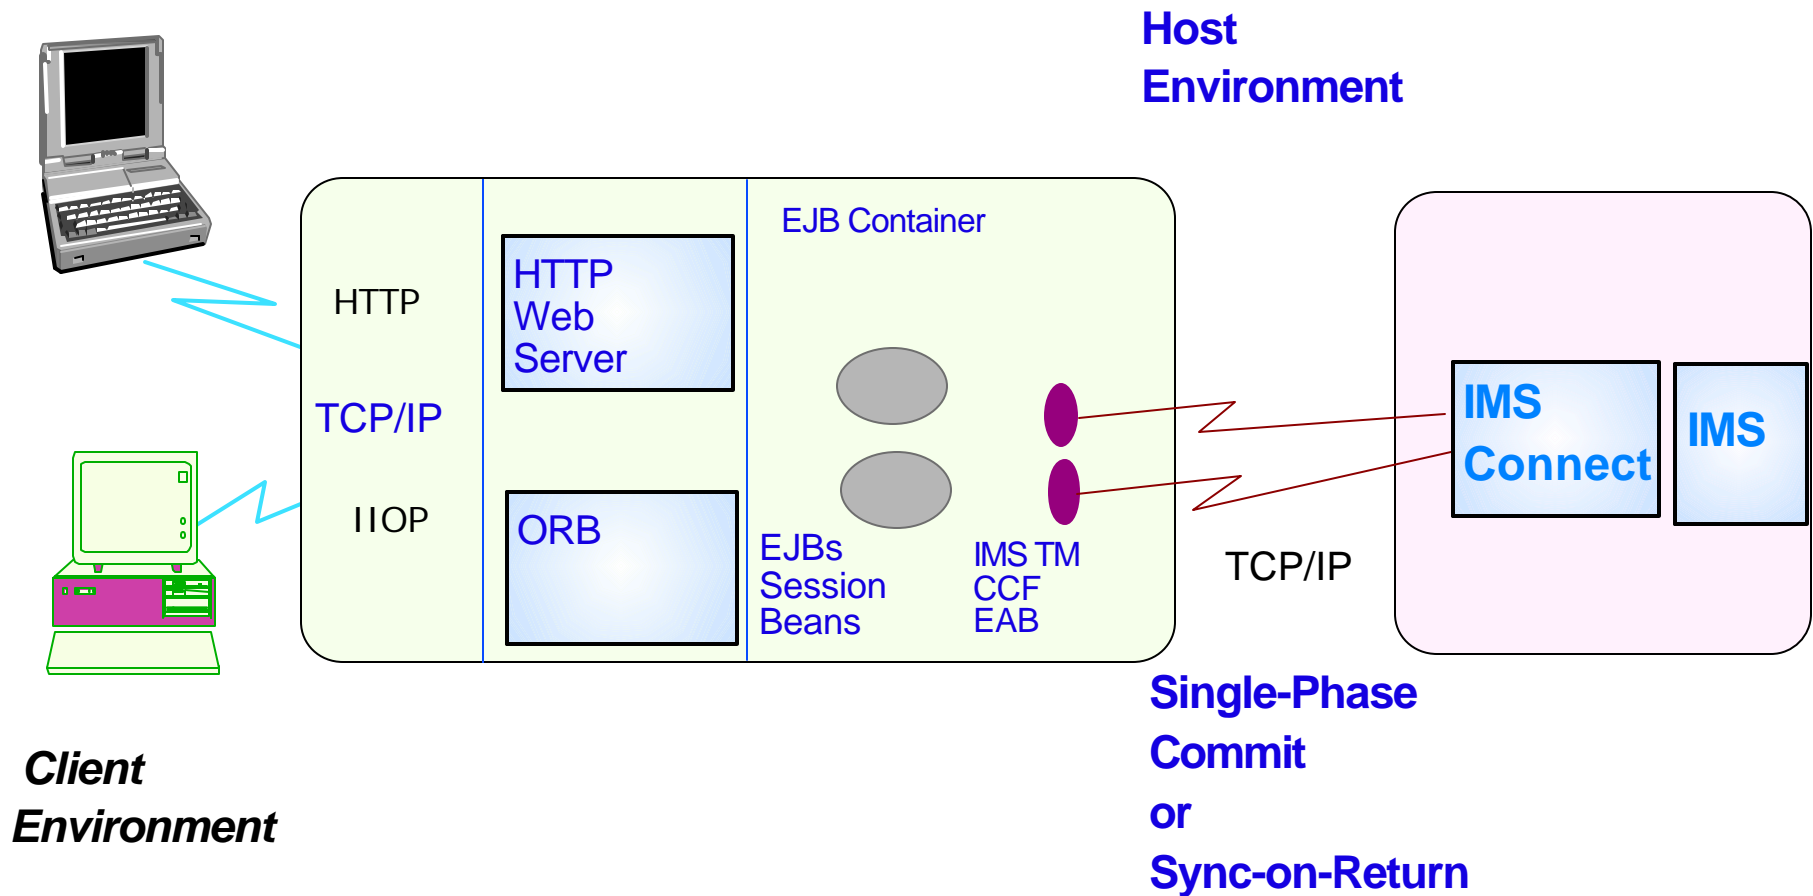 Host
Environment
EJB Container
HTTP
HTTP
Web
Server
TCP/IP
IIOP
ORB
EJBs
Session
Beans
IMS TM
CCF
EAB
TCP/IP
IMS
Connect
IMS
Single-Phase
Commit
or
Sync-on-Return
Client
Environment